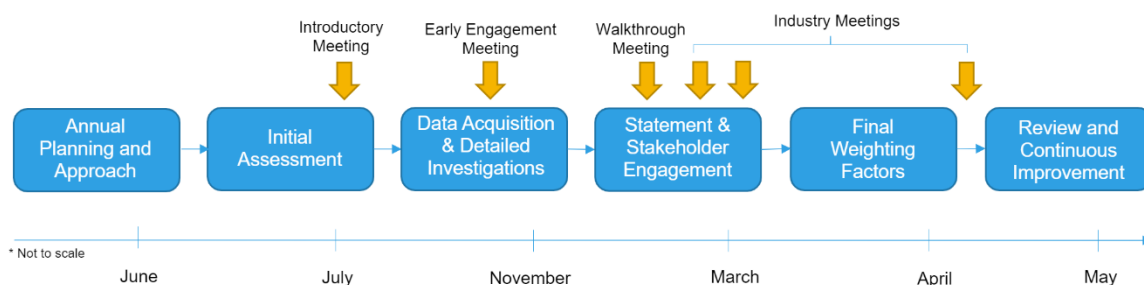 Introductory
Meeting
Early Engagement
Meeting
Walkthrough
Meeting
Industry Meetings
Annual
Planning and
Approach
Initial
Assessment
Data Acquisition
& Detailed
Investigations
Statement &
Stakeholder
Engagement
Final
Weighting
Factors
Review and
Continuous
Improvement
* Not to scale
June
July
November
March
April
May